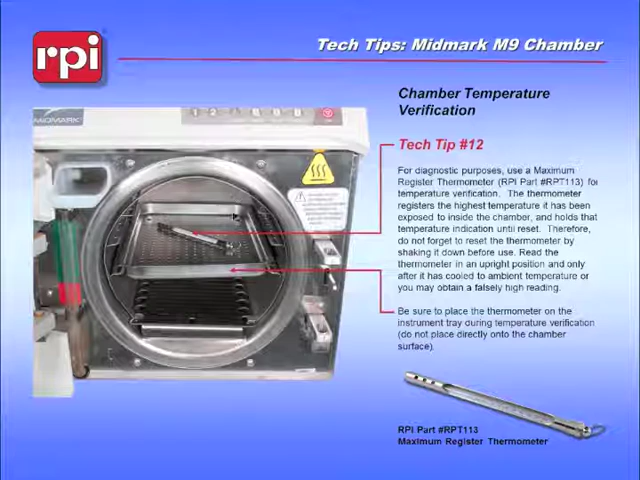 rpi
Tech Tips: Midmark M9 Chamber
Chamber Temperature
Verification
MIDMARK
Tech Tip #12
For diagnostic purposes, use a Maximum
Register Thermometer (RPI Part #RPT113) for
temperature verification. The thermometer
registers the highest temperature it has been
exposed to inside the chamber, and holds that
temperature indication until reset. Therefore,
do not forget to reset the thermometer by
shaking it down before use. Read the
thermometer in an upright position and only
after it has cooled to ambient temperature or
you may obtain a falsely high reading.
Be sure to place the thermometer on the
instrument tray during temperature verification
(do not place directly onto the chamber
surface).
RPI Part #RPT113
Maximum Register Thermometer